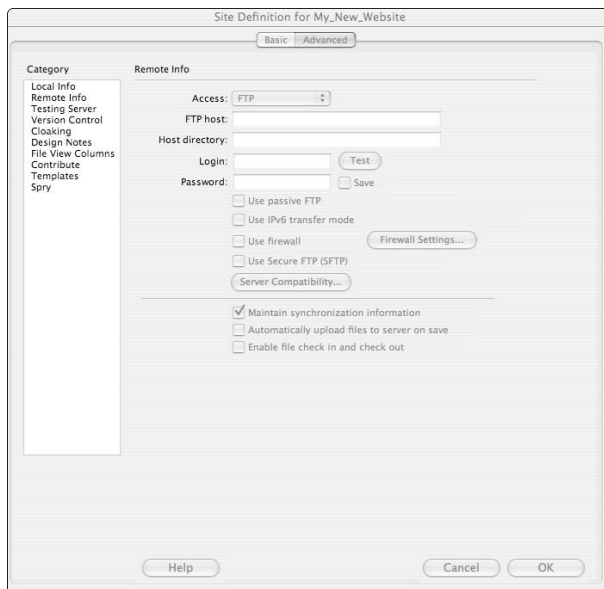 Site Definition for My_New_Website
Basic Advanced
Category
Local Info
Remote Info
Testing Server
Version Control
Cloaking
Design Notes
File View Columns
Contribute
Templates
Spry
Remote Info
Access: FTP
FTP host:
Host directory:
Login: Test
Password: Save
Use passive FTP
Use IPv6 transfer mode
Use firewall Firewall Settings...
Use Secure FTP (SFTP)
Server Compatibility...
Maintain synchronization information
Automatically upload files to server on save
Enable file check in and check out
Help Cancel OK